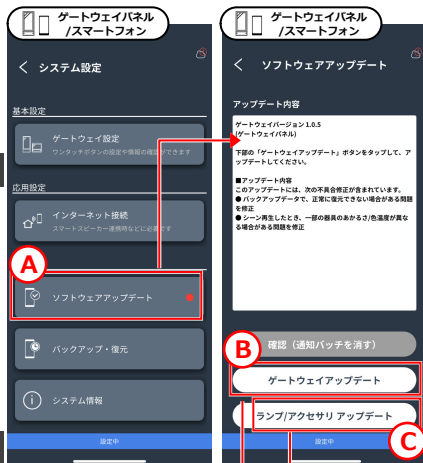 ゲートウェイパネル
/スマートフォン
システム設定
基本設定
ゲートウェイ設定
ワンタッチボタンの設定や情報の確認ができます
応用設定
インターネット接続
スマートスピーカー連携時などに必要です
A
ソフトウェアアップデート
バックアップ・復元
システム情報
設定中
ゲートウェイパネル
/スマートフォン
ソフトウェアアップデート
アップデート内容
ゲートウェイバージョン 1.0.5
(ゲートウェイパネル)
下部の「ゲートウェイアップデート」ボタンをタップして、ア
ップデートしてください。
■アップデート内容
このアップデートには、次の不具合修正が含まれています。
● バックアップデータで、正常に復元できない場合がある問題
を修正
● シーン再生したとき、一部の器具のあかるさ/色温度が異な
る場合がある問題を修正
確認（通知バッチを消す）
B
ゲートウェイアップデート
ランプ/アクセサリ アップデート
C
設定中